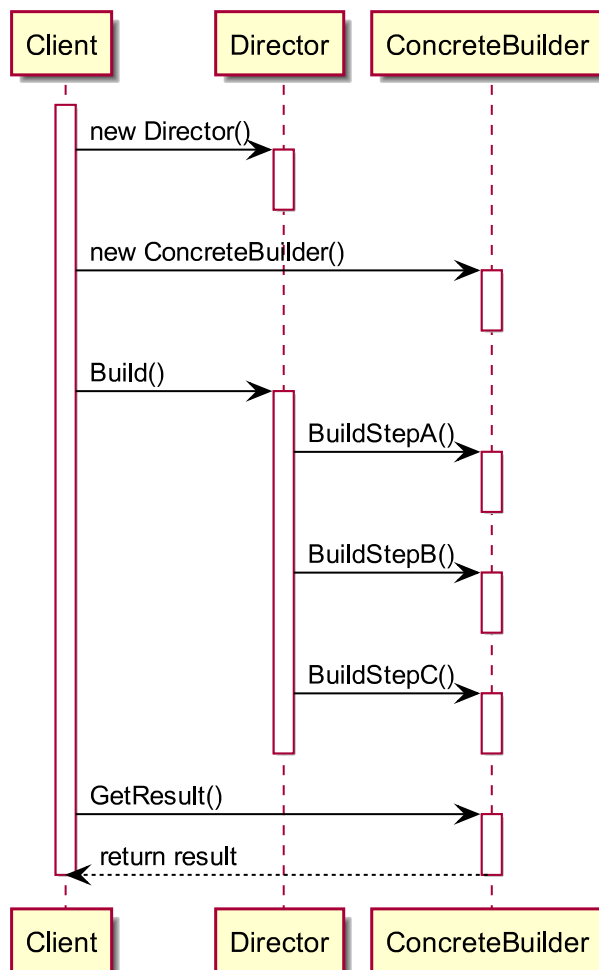 Client
Director
ConcreteBuilder
new Director()
new ConcreteBuilder()
Build()
BuildStepA()
BuildStepB()
BuildStepC()
GetResult()
return result
Client
Director
ConcreteBuilder